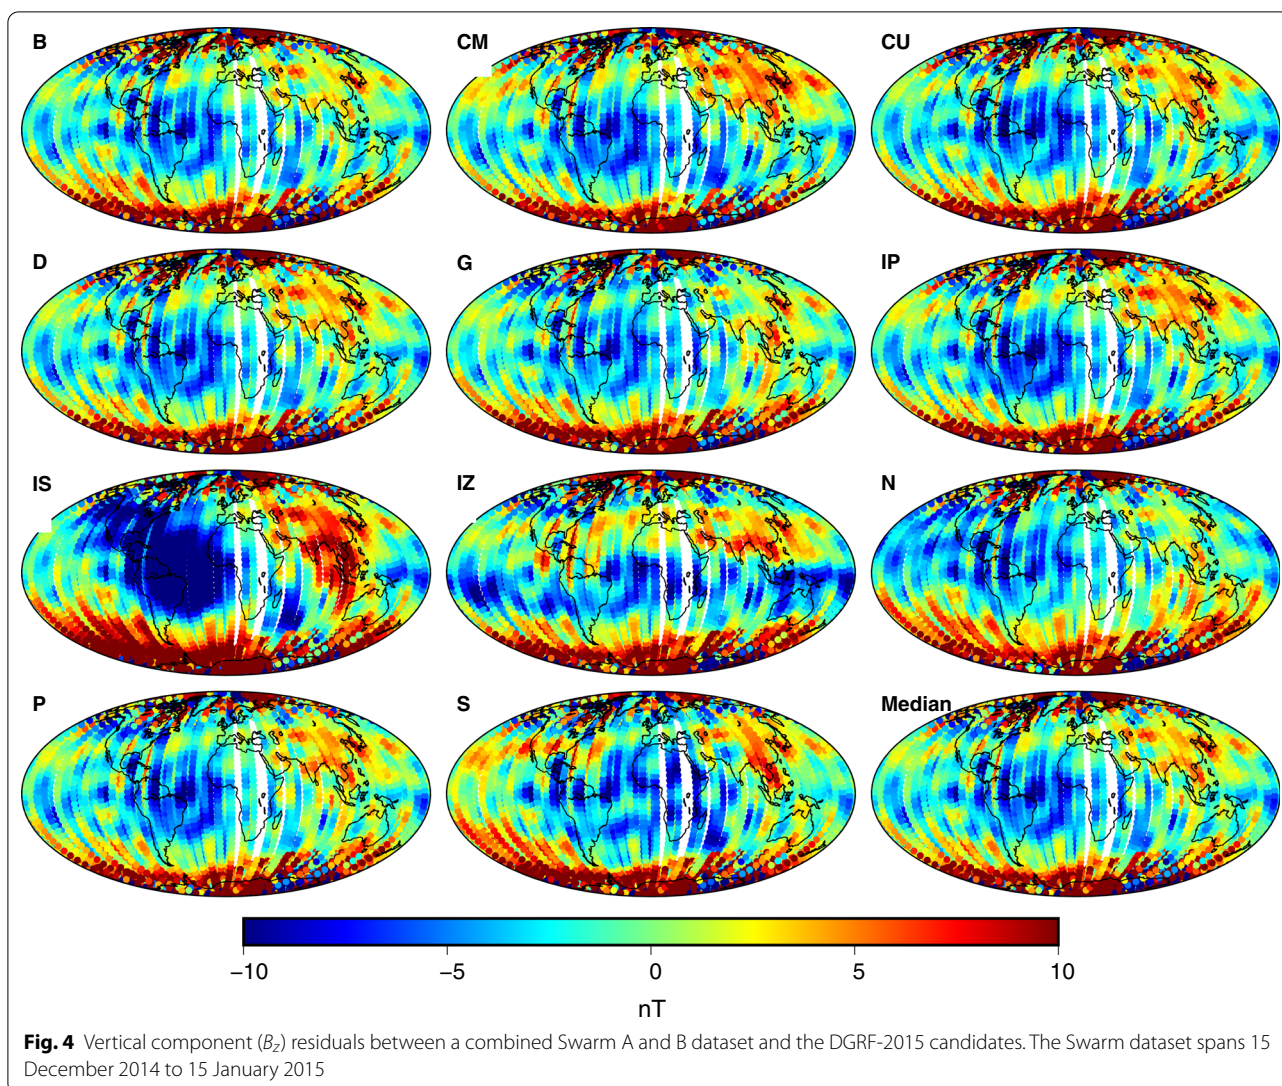 B
CM
CU
D
G
IP
IS
IZ
N
P
S
Median
−10
−5
0
5
10
nT
Fig. 4 Vertical component (Bz) residuals between a combined Swarm A and B dataset and the DGRF-2015 candidates. The Swarm dataset spans 15
December 2014 to 15 January 2015